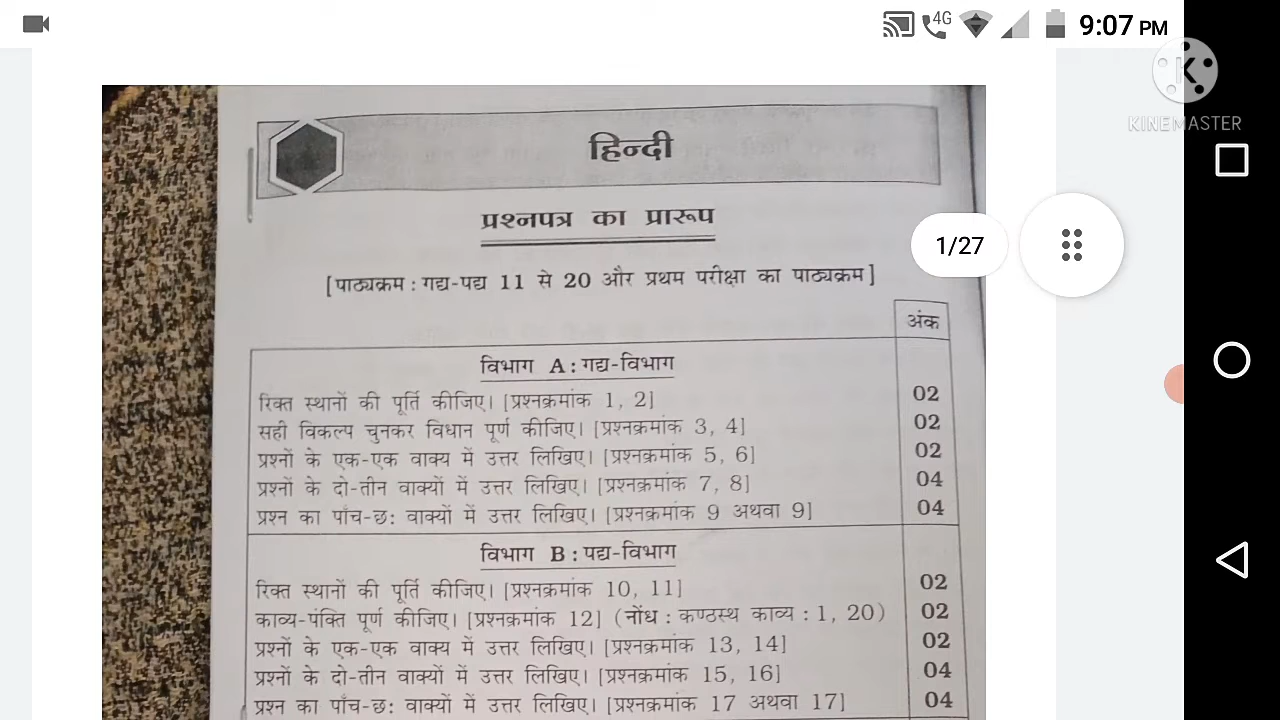 4G 9:07 PM
K
KINEMASTER
हिन्दी
प्रश्नपत्र का प्रारूप
1/27
[पाठ्यक्रम : गद्य-पद्य 11 से 20 और प्रथम परीक्षा का पाठ्यक्रम]
अंक
विभाग A : गद्य-विभाग
रिक्त स्थानों की पूर्ति कीजिए। [प्रश्नक्रमांक 1, 2] 02
सही विकल्प चुनकर विधान पूर्ण कीजिए। [प्रश्नक्रमांक 3, 4] 02
प्रश्नों के एक-एक वाक्य में उत्तर लिखिए। [प्रश्नक्रमांक 5, 6] 02
प्रश्नों के दो-तीन वाक्यों में उत्तर लिखिए। [प्रश्नक्रमांक 7, 8] 04
प्रश्न का पाँच-छः वाक्यों में उत्तर लिखिए। [प्रश्नक्रमांक 9 अथवा 9] 04
विभाग B : पद्य-विभाग
रिक्त स्थानों की पूर्ति कीजिए। [प्रश्नक्रमांक 10, 11] 02
काव्य-पंक्ति पूर्ण कीजिए। [प्रश्नक्रमांक 12] (नोंध : कण्ठस्थ काव्य : 1, 20) 02
प्रश्नों के एक-एक वाक्य में उत्तर लिखिए। [प्रश्नक्रमांक 13, 14] 02
प्रश्नों के दो-तीन वाक्यों में उत्तर लिखिए। [प्रश्नक्रमांक 15, 16] 04
प्रश्न का पाँच-छः वाक्यों में उत्तर लिखिए। [प्रश्नक्रमांक 17 अथवा 17] 04